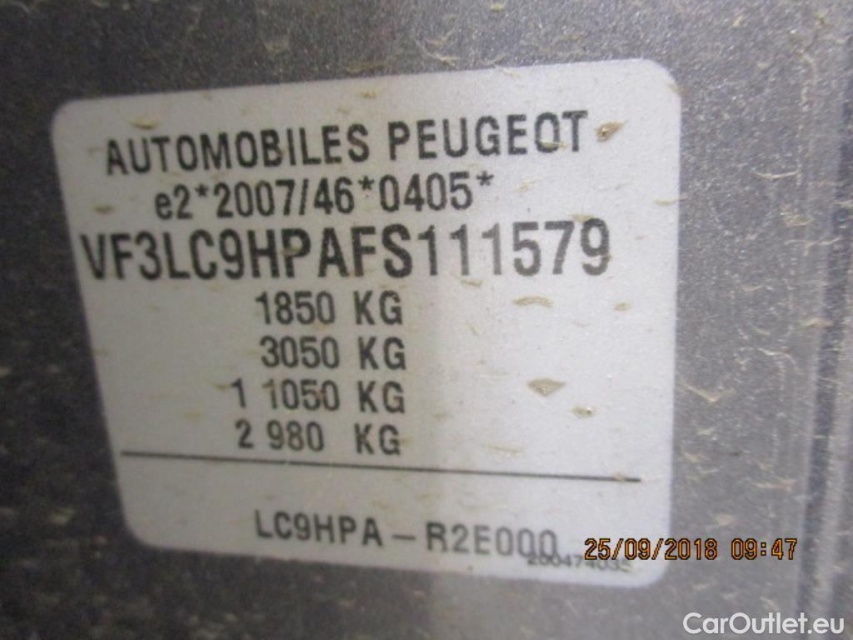 AUTOMOBILES PEUGEOT
e2*2007/46*0405*
VF3LC9HPAFS111579
1850 KG
3050 KG
1 1050 KG
2 980 KG
LC9HPA – R2E000
25/09/2018 09:47
CarOutlet.eu